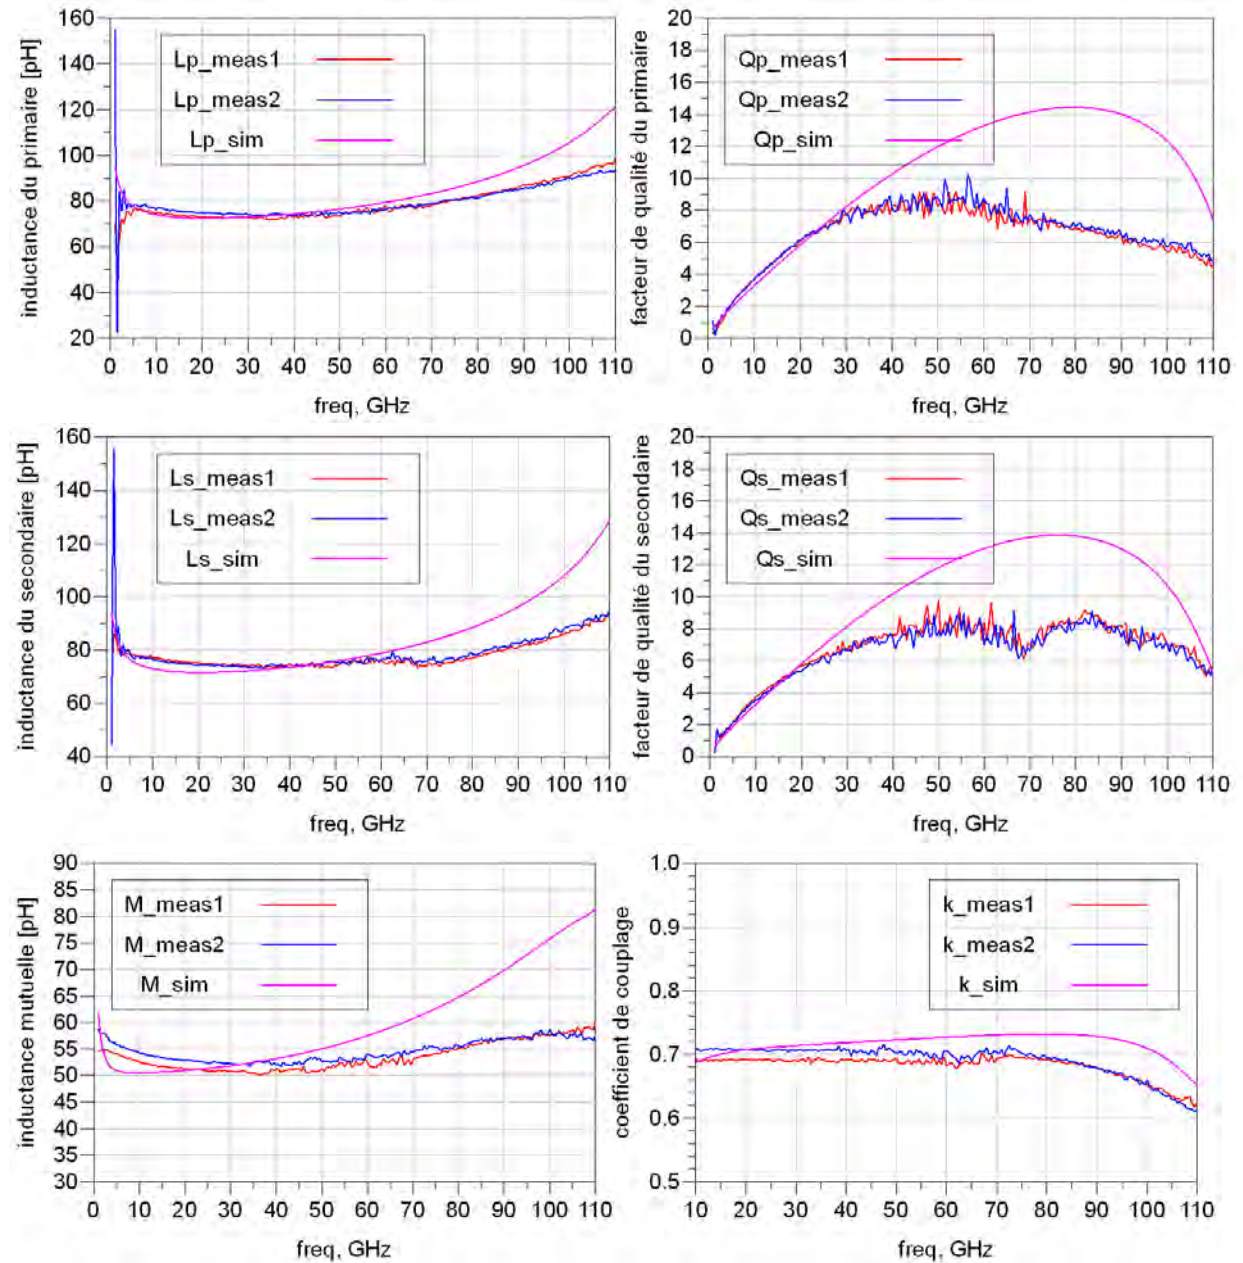 inductance du primaire [pH]
160
140
120
100
80
60
40
20
Lp_meas1
Lp_meas2
Lp_sim
0 10 20 30 40 50 60 70 80 90 100 110
freq, GHz
facteur de qualité du primaire
20
18
16
14
12
10
8
6
4
2
0
Qp_meas1
Qp_meas2
Qp_sim
0 10 20 30 40 50 60 70 80 90 100 110
freq, GHz
inductance du secondaire [pH]
160
140
120
100
80
60
40
Ls_meas1
Ls_meas2
Ls_sim
0 10 20 30 40 50 60 70 80 90 100 110
freq, GHz
facteur de qualité du secondaire
20
18
16
14
12
10
8
6
4
2
0
Qs_meas1
Qs_meas2
Qs_sim
0 10 20 30 40 50 60 70 80 90 100 110
freq, GHz
inductance mutuelle [pH]
90
85
80
75
70
65
60
55
50
45
40
35
30
M_meas1
M_meas2
M_sim
0 10 20 30 40 50 60 70 80 90 100 110
freq, GHz
coefficient de couplage
1.0
0.9
0.8
0.7
0.6
0.5
k_meas1
k_meas2
k_sim
10 20 30 40 50 60 70 80 90 100 110
freq, GHz